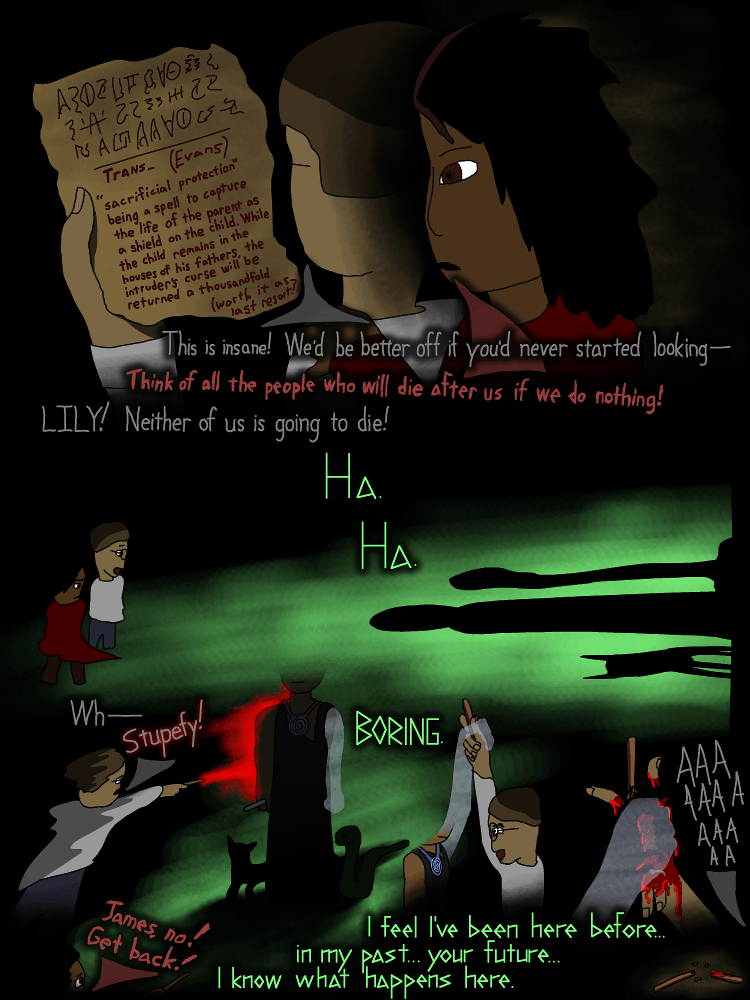 Trans– (Evans)
"sacrificial protection"
being a spell to capture
the life of the parent as
a shield on the child. While
the child remains in the
houses of his fathers, the
intruder's curse will be
returned a thousandfold
(worth it as
last resort?)
This is insane! We'd be better off if you'd never started looking—
Think of all the people who will die after us if we do nothing!
LILY! Neither of us is going to die!
Ha.
Ha.
Wh—
Stupefy!
BORING.
AAA
AAAA
AAA
AA
James, no!
Get back!
I feel I've been here before...
in my past... your future...
I know what happens here.